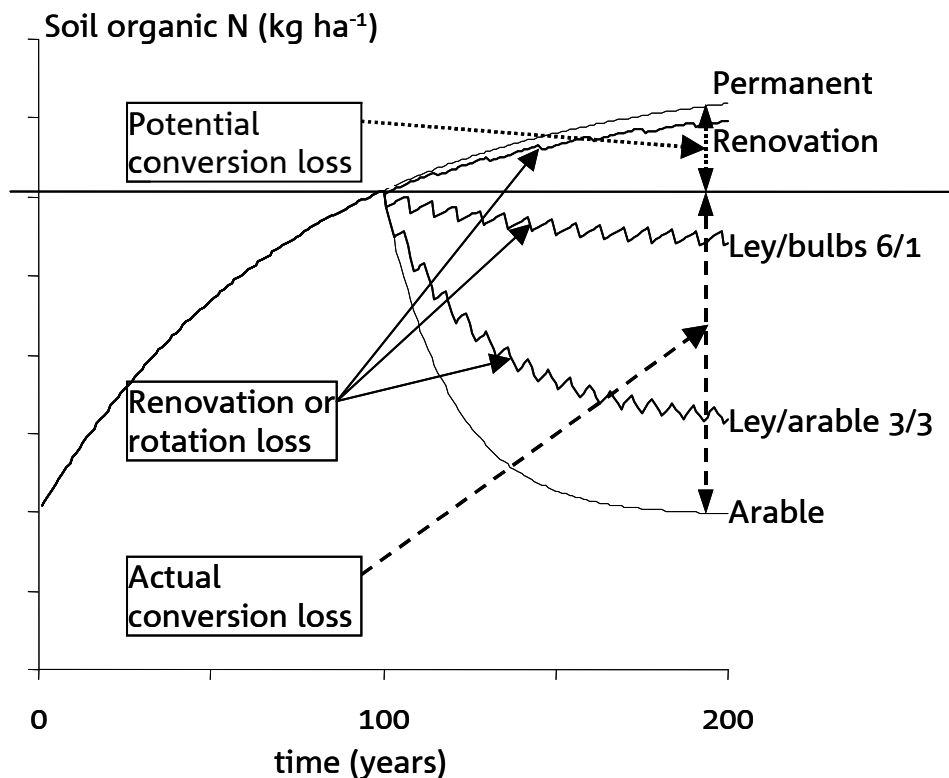 Soil organic N (kg ha⁻¹)
Permanent
Potential
conversion loss
Renovation
Ley/bulbs 6/1
Renovation or
rotation loss
Ley/arable 3/3
Arable
Actual
conversion loss
0
100
200
time (years)